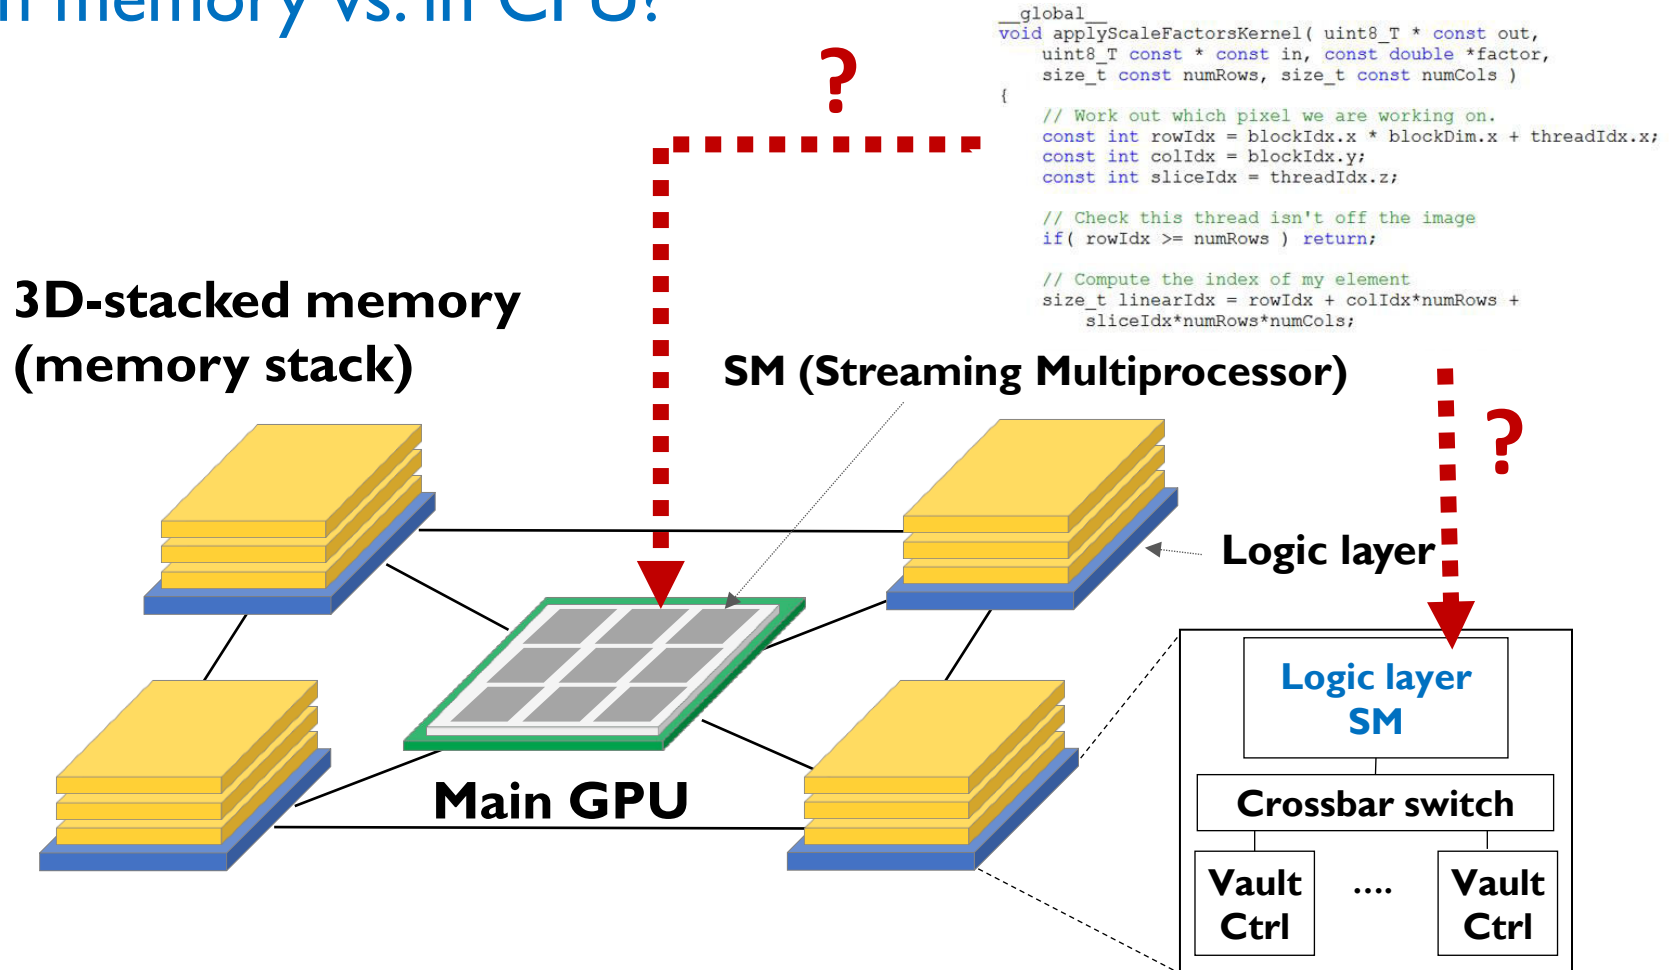 memory vs. in CPU?
__global__
void applyScaleFactorsKernel( uint8_T * const out,
uint8_T const * const in, const double *factor,
size_t const numRows, size_t const numCols )
{
// Work out which pixel we are working on.
const int rowIdx = blockIdx.x * blockDim.x + threadIdx.x;
const int colIdx = blockIdx.y;
const int sliceIdx = threadIdx.z;
// Check this thread isn't off the image
if( rowIdx >= numRows ) return;
// Compute the index of my element
size_t linearIdx = rowIdx + colIdx*numRows +
sliceIdx*numRows*numCols;
?
3D-stacked memory
(memory stack)
SM (Streaming Multiprocessor)
?
Logic layer
Main GPU
Logic layer
SM
Crossbar switch
Vault
Ctrl
....
Vault
Ctrl